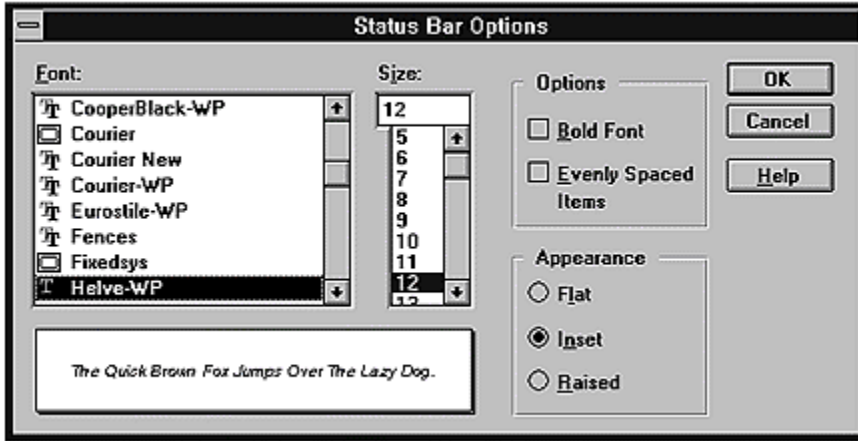 Status Bar Options
Font:
CooperBlack-WP
Courier
Courier New
Courier-WP
Eurostile-WP
Fences
Fixedsys
Helve-WP
The Quick Brown Fox Jumps Over The Lazy Dog.
Size:
12
5
6
7
8
9
10
11
12
13
Options
Bold Font
Evenly Spaced
Items
Appearance
Flat
Inset
Raised
OK
Cancel
Help